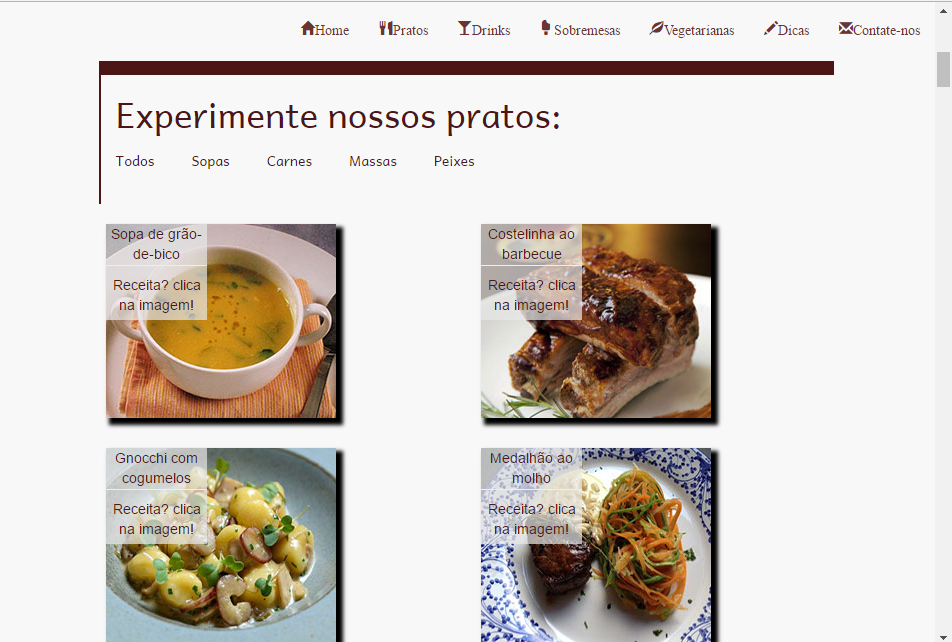 Home Pratos Drinks Sobremesas Vegetarianas Dicas Contate-nos
Experimente nossos pratos:
Todos Sopas Carnes Massas Peixes
Sopa de grão-
de-bico
Receita? clica
na imagem!
Costelinha ao
barbecue
Receita? clica
na imagem!
Gnocchi com
cogumelos
Receita? clica
na imagem!
Medalhão ao
molho
Receita? clica
na imagem!